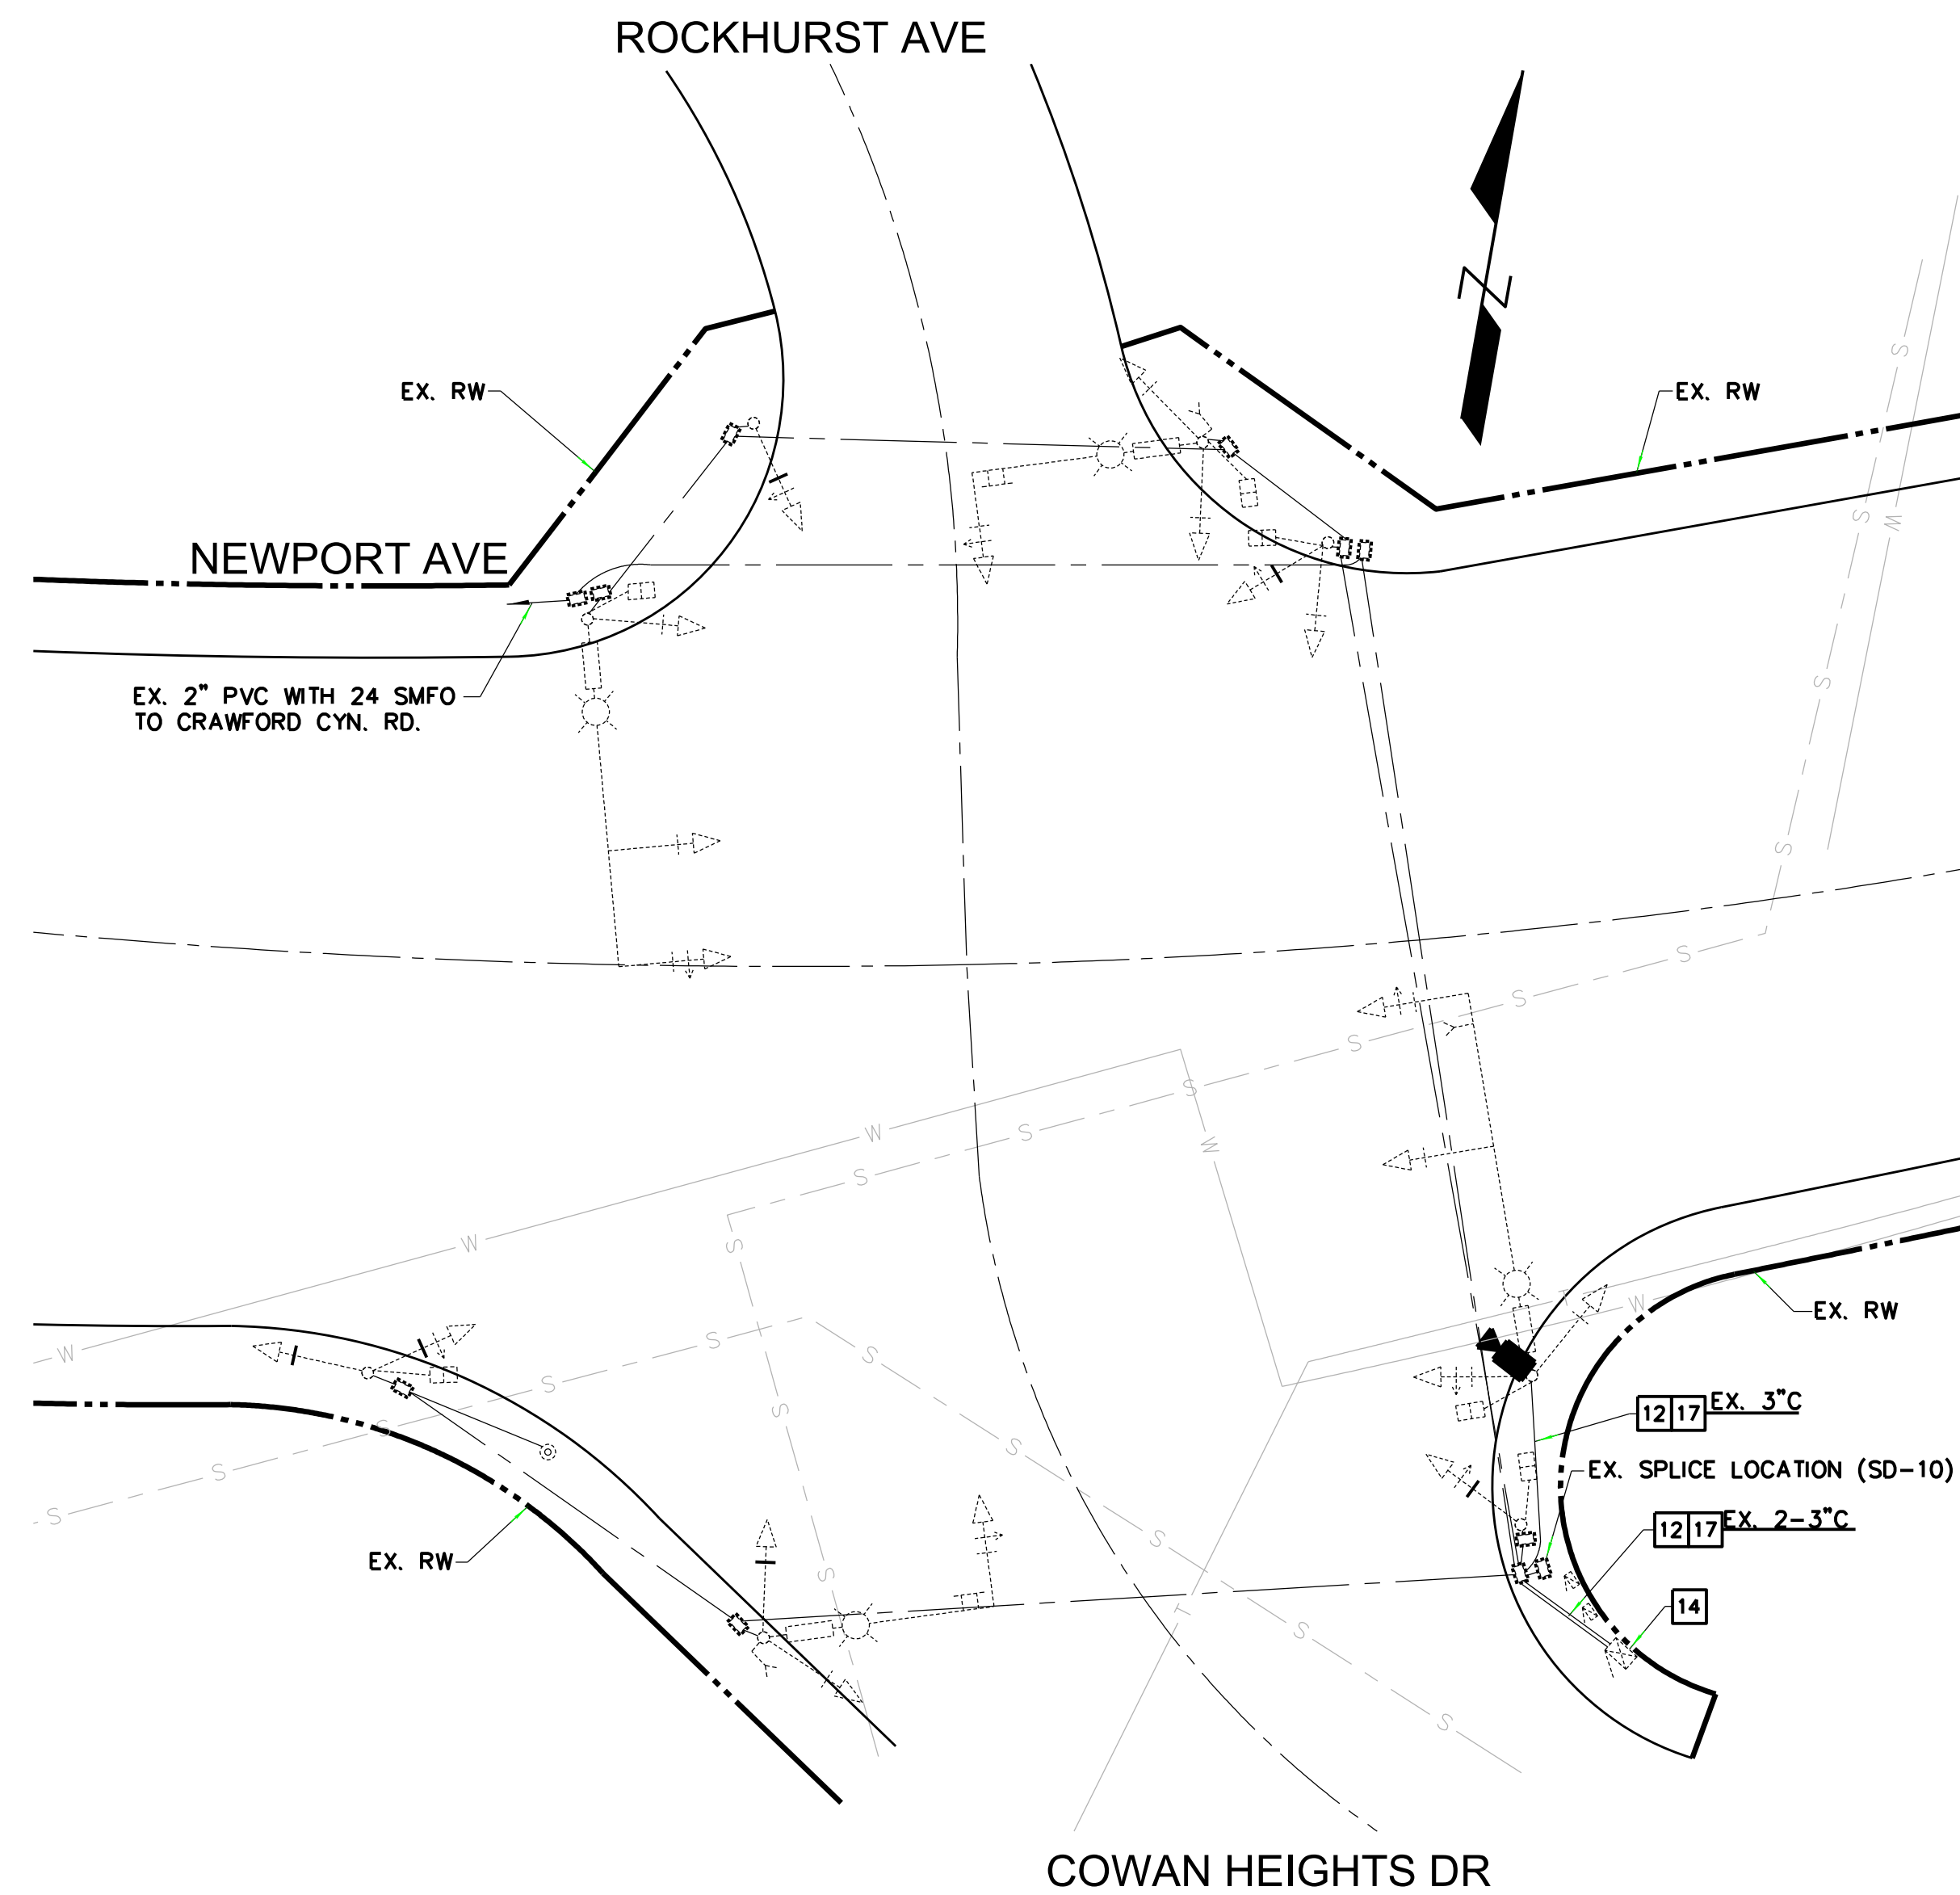 ROCKHURST AVE
EX. RW
EX. RW
NEWPORT AVE
EX. 2" PVC WITH 24 SMFO
TO CRAWFORD CYN. RD.
N
S
S
S
W
S
S
S
S
S
W
S
S
W
S
W
S
W
T
W
EX. RW
S
S
S
S
S
S
S
S
12 17 EX. 3"C
EX. SPLICE LOCATION (SD-10)
12 17 EX. 2-3"C
EX. RW
S
S
14
T
S
S
COWAN HEIGHTS DR